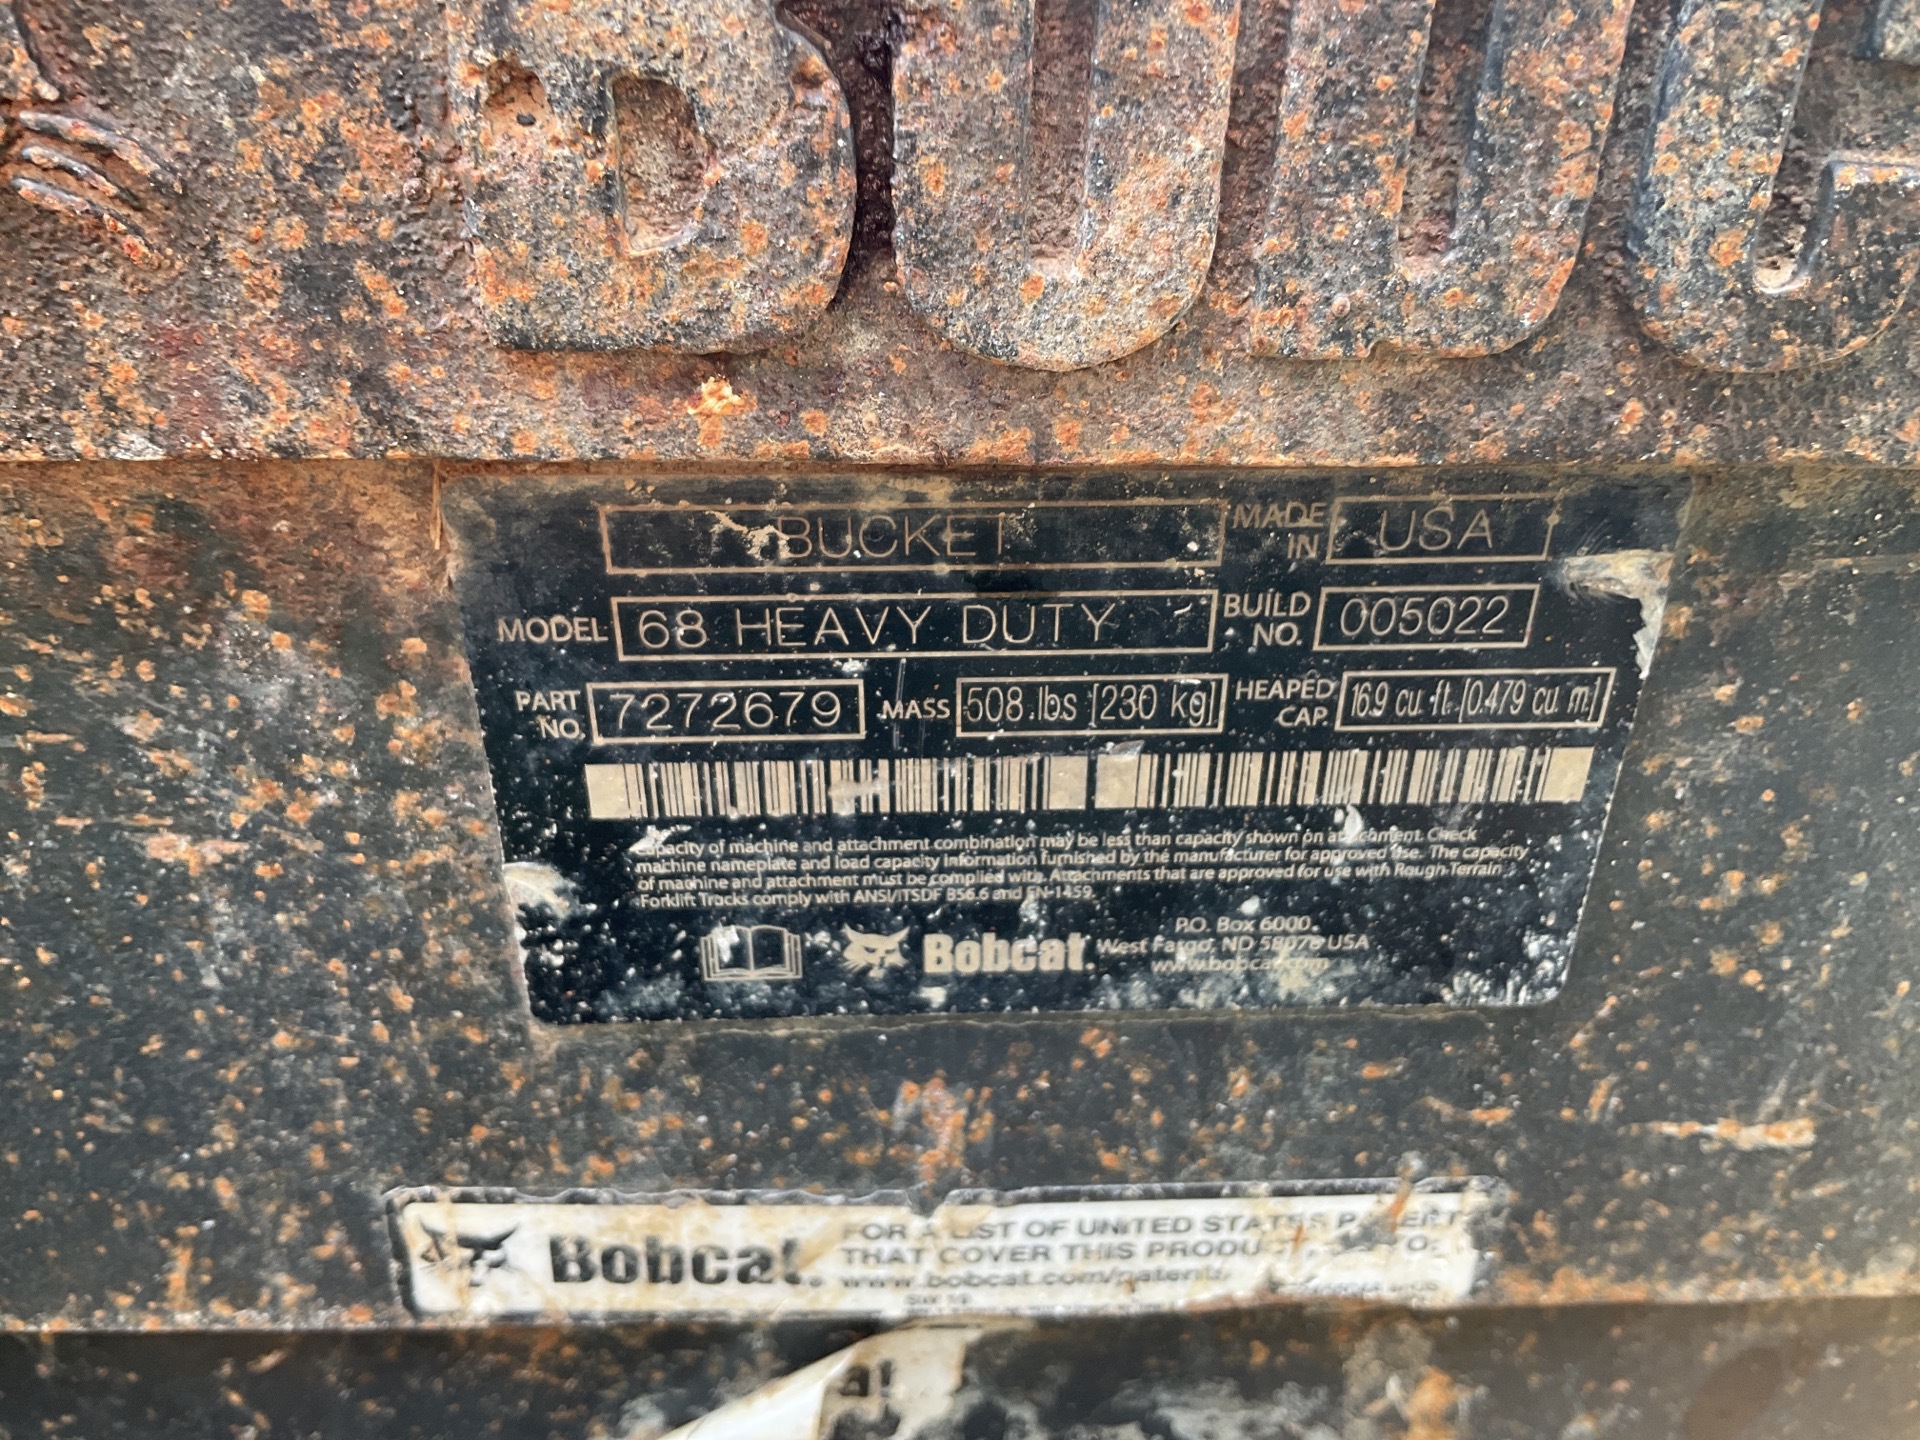 BOBC
BUCKET MADE IN USA
MODEL 68 HEAVY DUTY BUILD NO. 005022
PART NO. 7272679 MASS 508.lbs [230 kg] HEAPED CAP. 16.9 cu. ft. [0.479 cu. m.]
Capacity of machine and attachment combination may be less than capacity shown on attachment. Check
machine nameplate and load capacity information furnished by the manufacturer for approved use. The capacity
of machine and attachment must be complied with. Attachments that are approved for use with Rough Terrain
Forklift Trucks comply with ANSI/ITSDF B56.6 and EN-1459.
Bobcat.
P.O. Box 6000
West Fargo, ND 58078 USA
www.bobcat.com
Bobcat.
FOR A LIST OF UNITED STATES PATENTS
THAT COVER THIS PRODUCT, GO TO
www.bobcat.com/patents